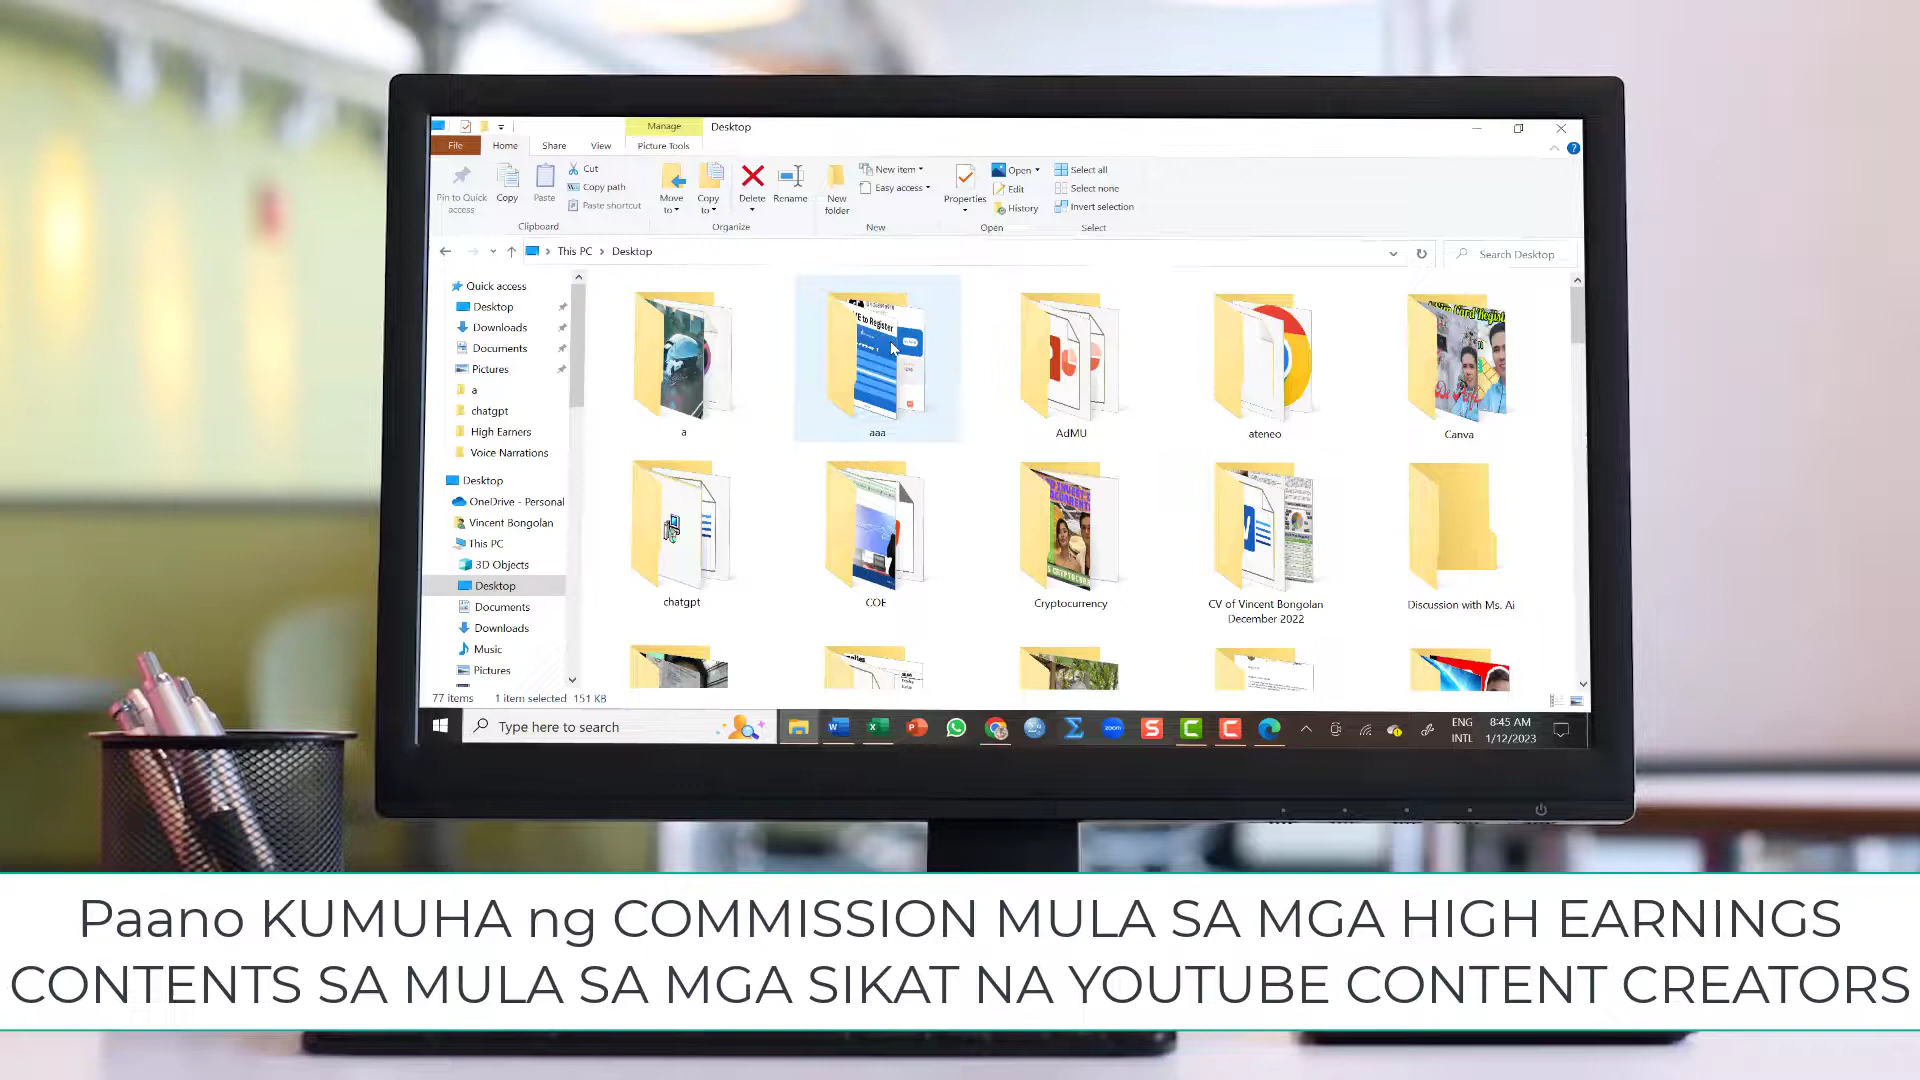 Manage
Desktop
File
Home
Share
View
Picture Tools
Pin to Quick access
Copy
Paste
Cut
Copy path
Paste shortcut
Clipboard
Move to
Copy to
Delete
Rename
Organize
New folder
New item
Easy access
New
Properties
Open
Edit
History
Open
Select all
Select none
Invert selection
Select
This PC > Desktop
Search Desktop
Quick access
Desktop
Downloads
Documents
Pictures
a
chatgpt
High Earners
Voice Narrations
Desktop
OneDrive - Personal
Vincent Bongolan
This PC
3D Objects
Desktop
Documents
Downloads
Music
Pictures
a
aaa
AdMU
ateneo
Canva
chatgpt
COE
Cryptocurrency
CV of Vincent Bongolan
December 2022
Discussion with Ms. Ai
77 items
1 item selected 151 KB
Type here to search
zoom
ENG
INTL
8:45 AM
1/12/2023
Paano KUMUHA ng COMMISSION MULA SA MGA HIGH EARNINGS
CONTENTS SA MULA SA MGA SIKAT NA YOUTUBE CONTENT CREATORS